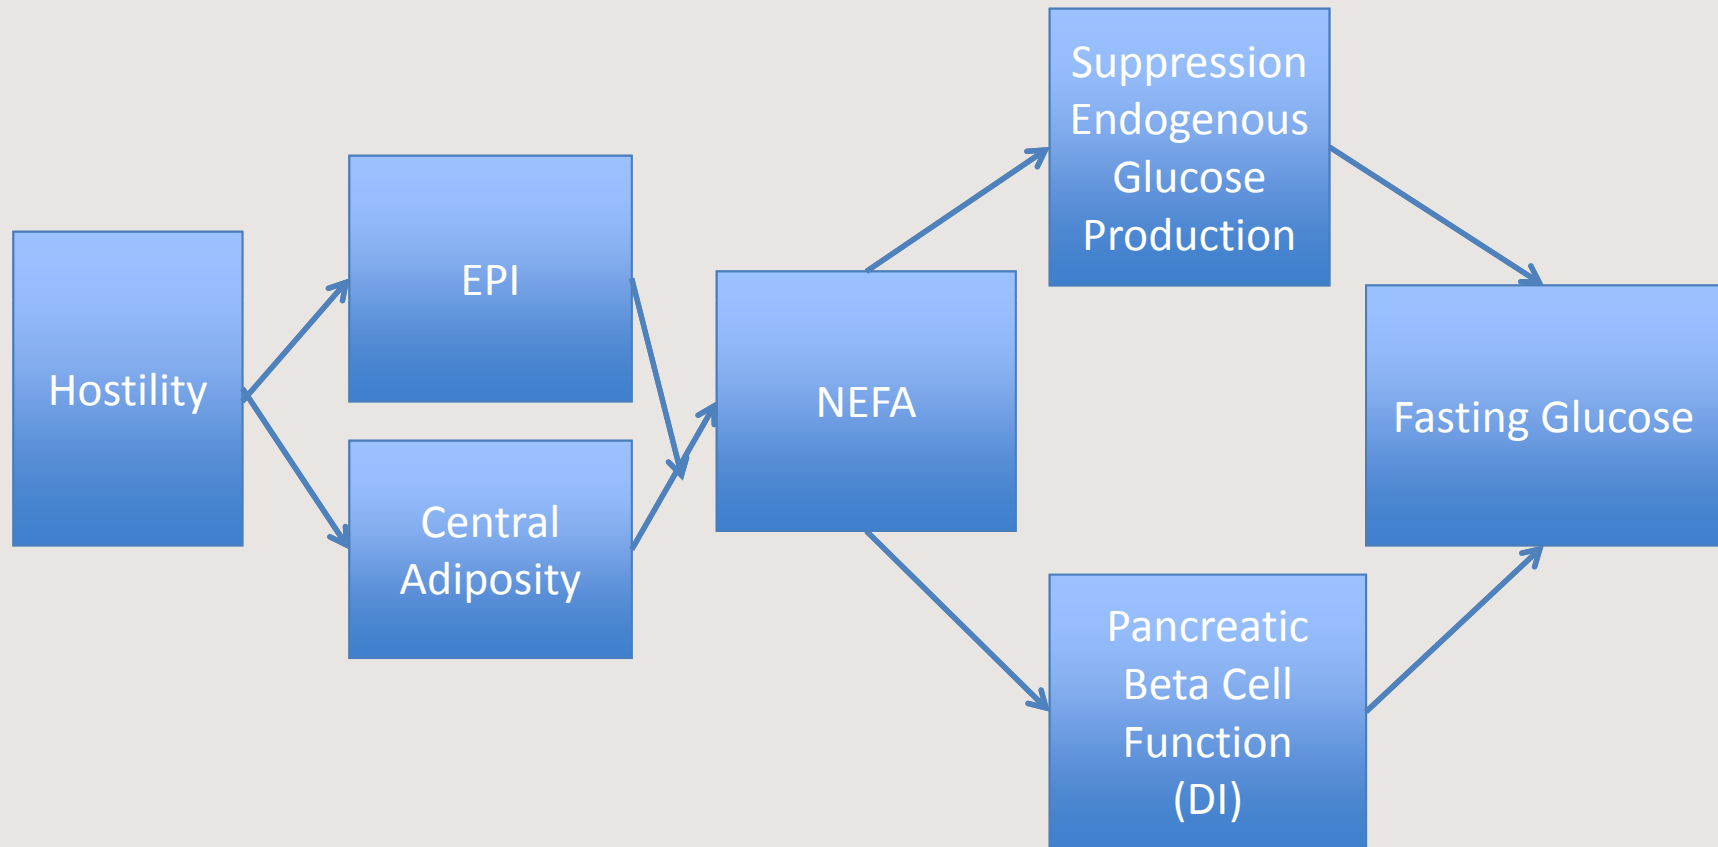 Hostility
EPI
Central
Adiposity
NEFA
Suppression
Endogenous
Glucose
Production
Pancreatic
Beta Cell
Function
(DI)
Fasting Glucose